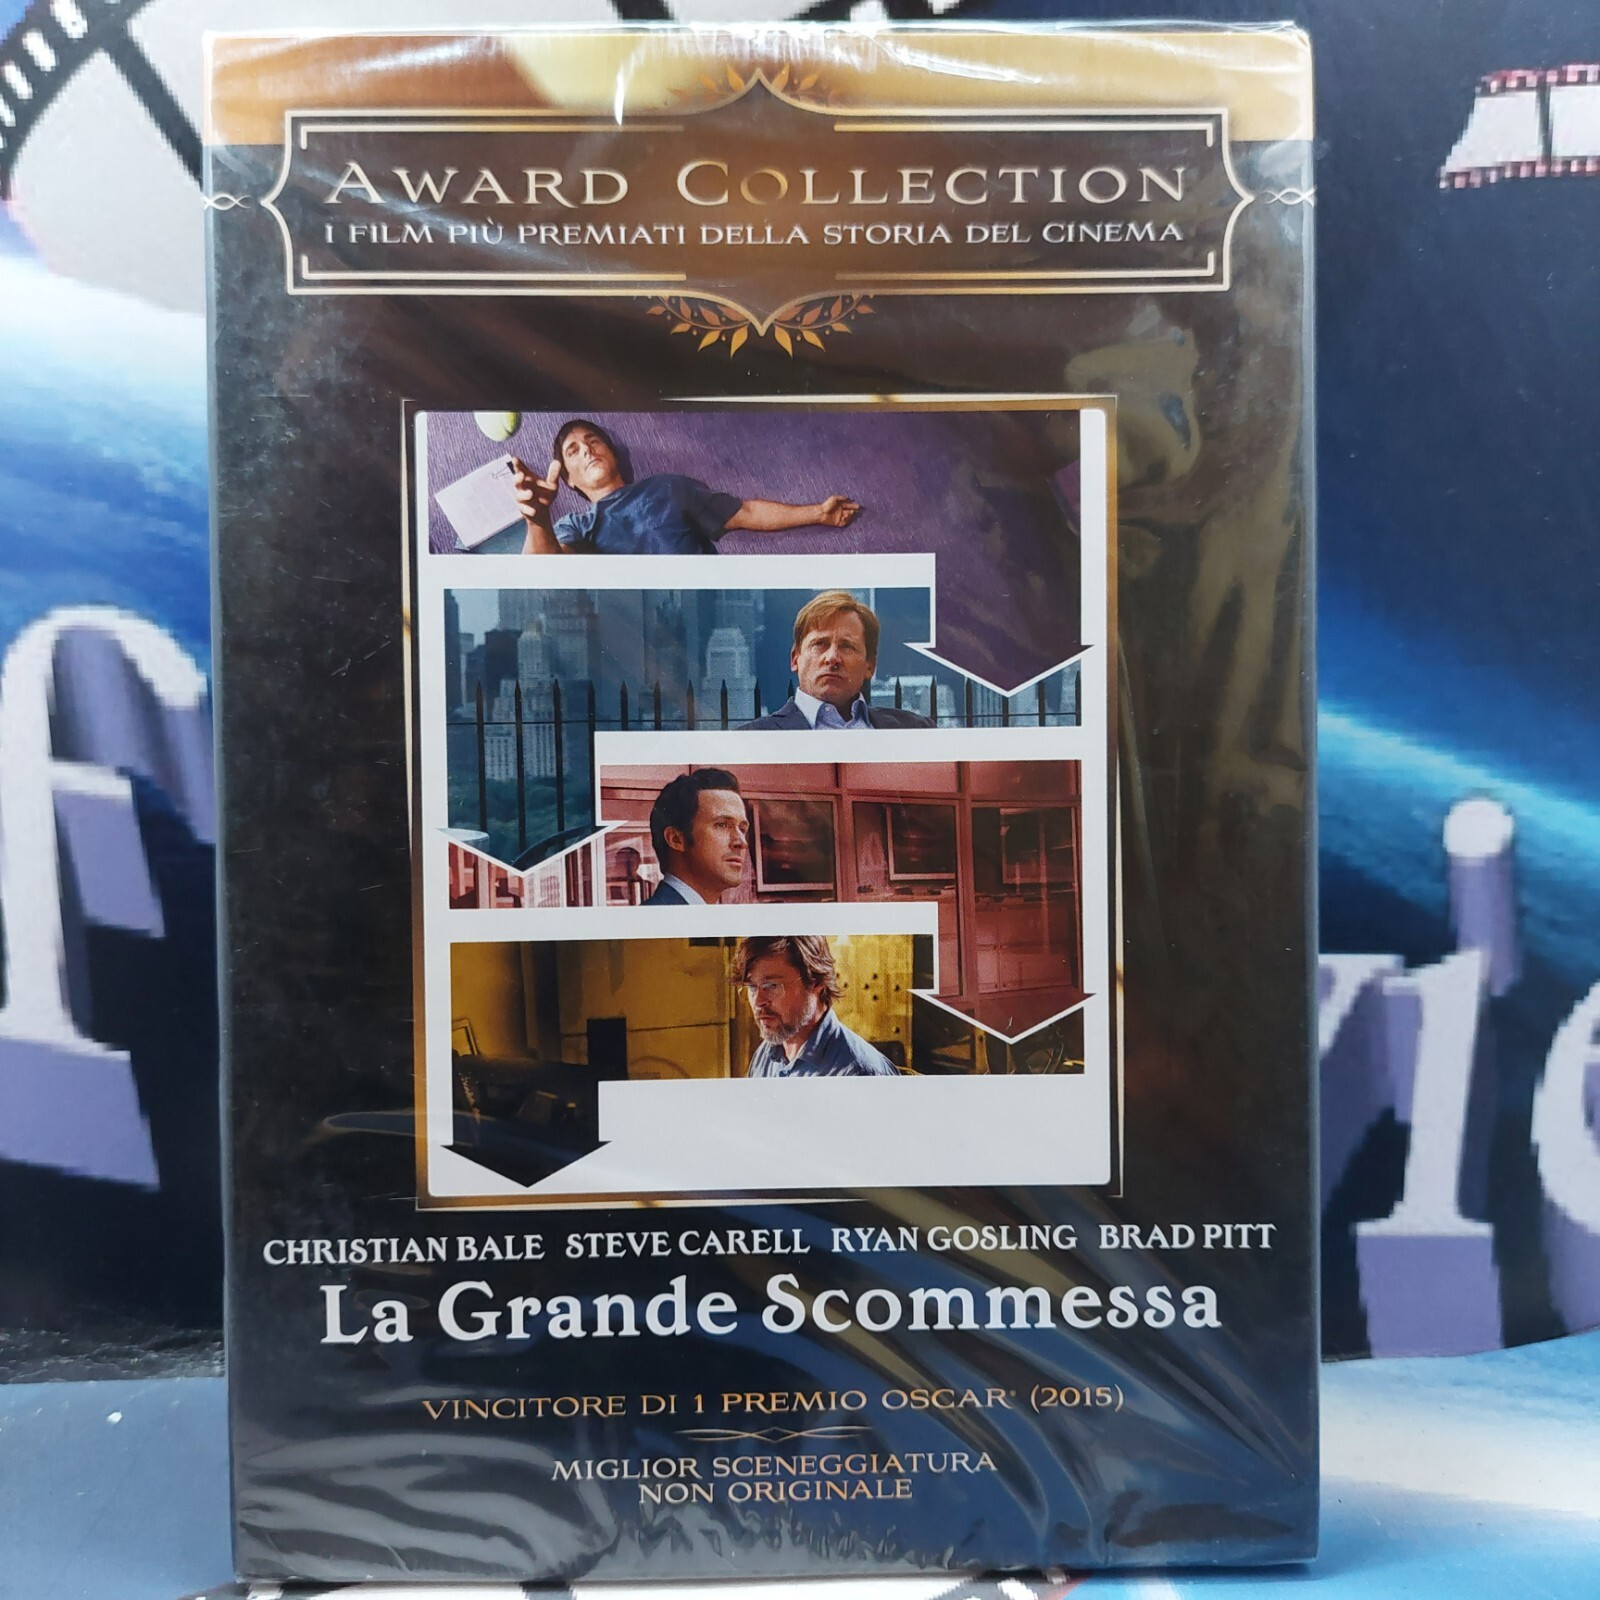 AWARD COLLECTION
I FILM PIÙ PREMIATI DELLA STORIA DEL CINEMA
CHRISTIAN BALE STEVE CARELL RYAN GOSLING BRAD PITT
La Grande Scommessa
VINCITORE DI 1 PREMIO OSCAR® (2015)
MIGLIOR SCENEGGIATURA
NON ORIGINALE